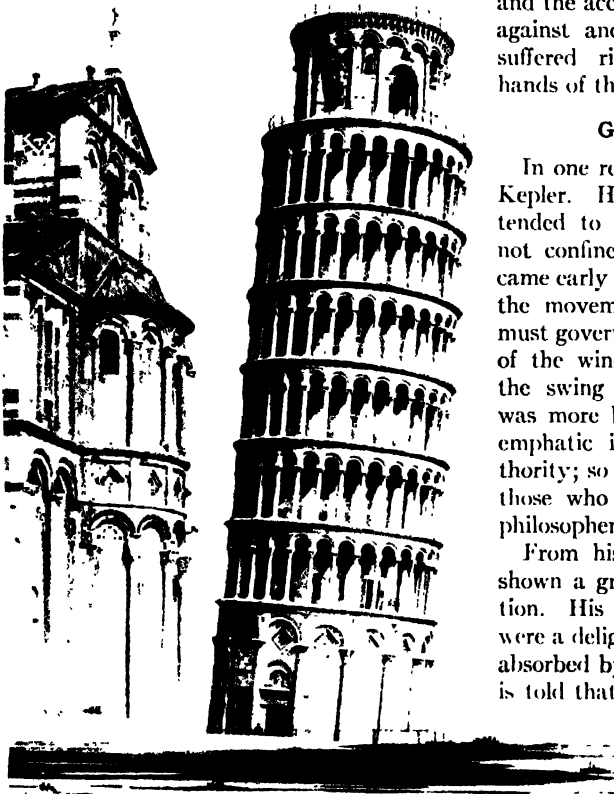 and the acc
against and
suffered ri
hands of th
G
In one re
Kepler. H
tended to
not confine
came early
the movem
must gover
of the win
the swing
was more
emphatic i
thority; so
those who
philosopher
From his
shown a gr
tion. His
were a delig
absorbed by
is told that